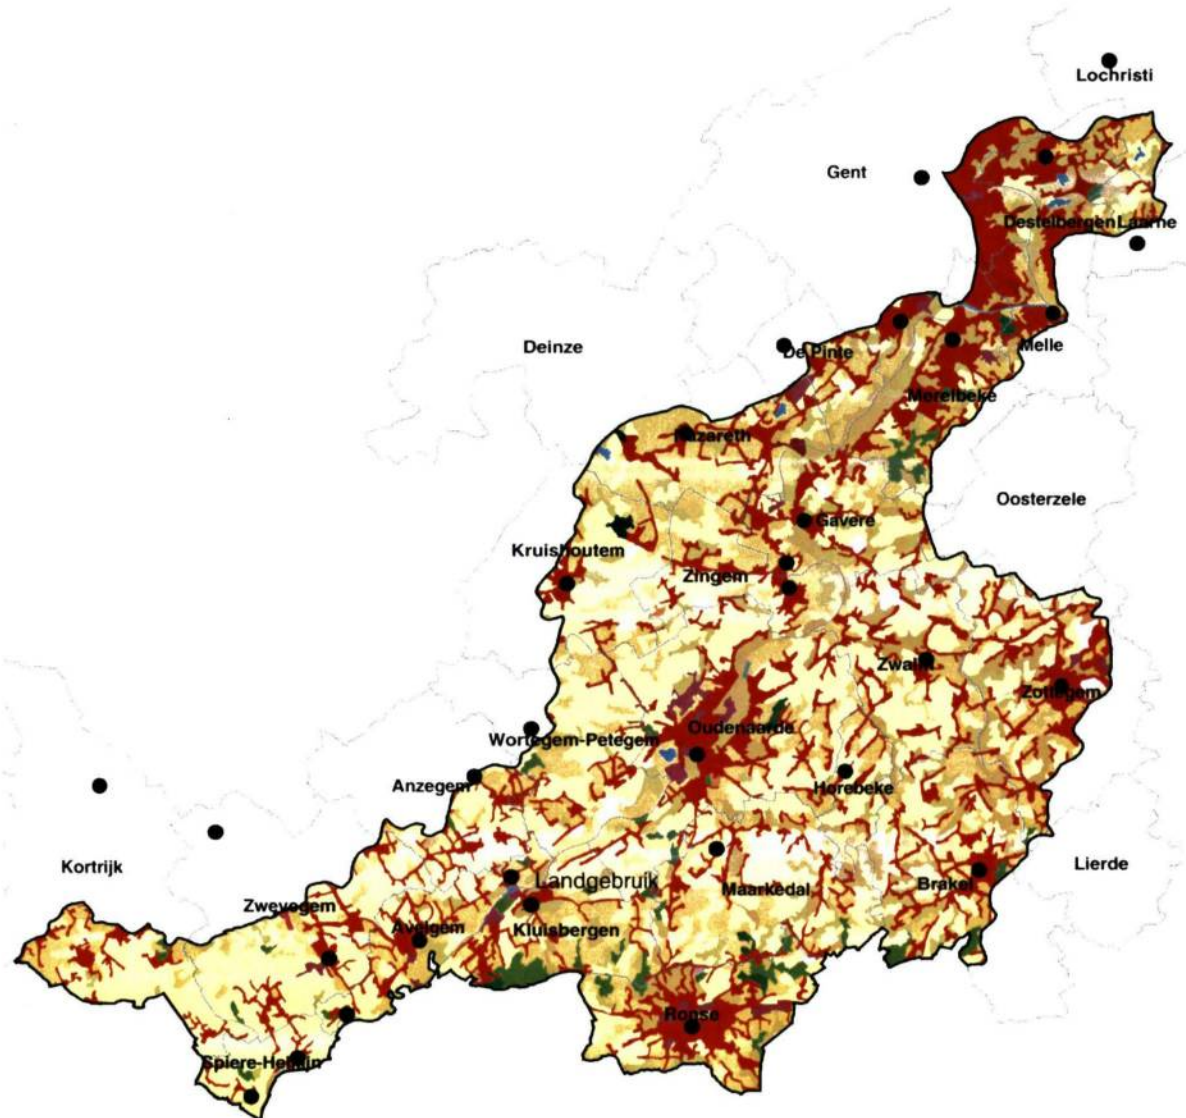 Lochristi
Gent
Destelbergen Laarne
Deinze
De Pinte
Melle
Merelbeke
Nazareth
Oosterzele
Gavere
Kruishoutem
Zingem
Zwalm
Zottegem
Oudenaarde
Wortegem-Petegem
Anzegem
Horebeke
Kortrijk
Lierde
Landgebruik
Maarkedal
Brakel
Zwevegem
Avelgem
Kluisbergen
Ronse
Spiere-Helkijn